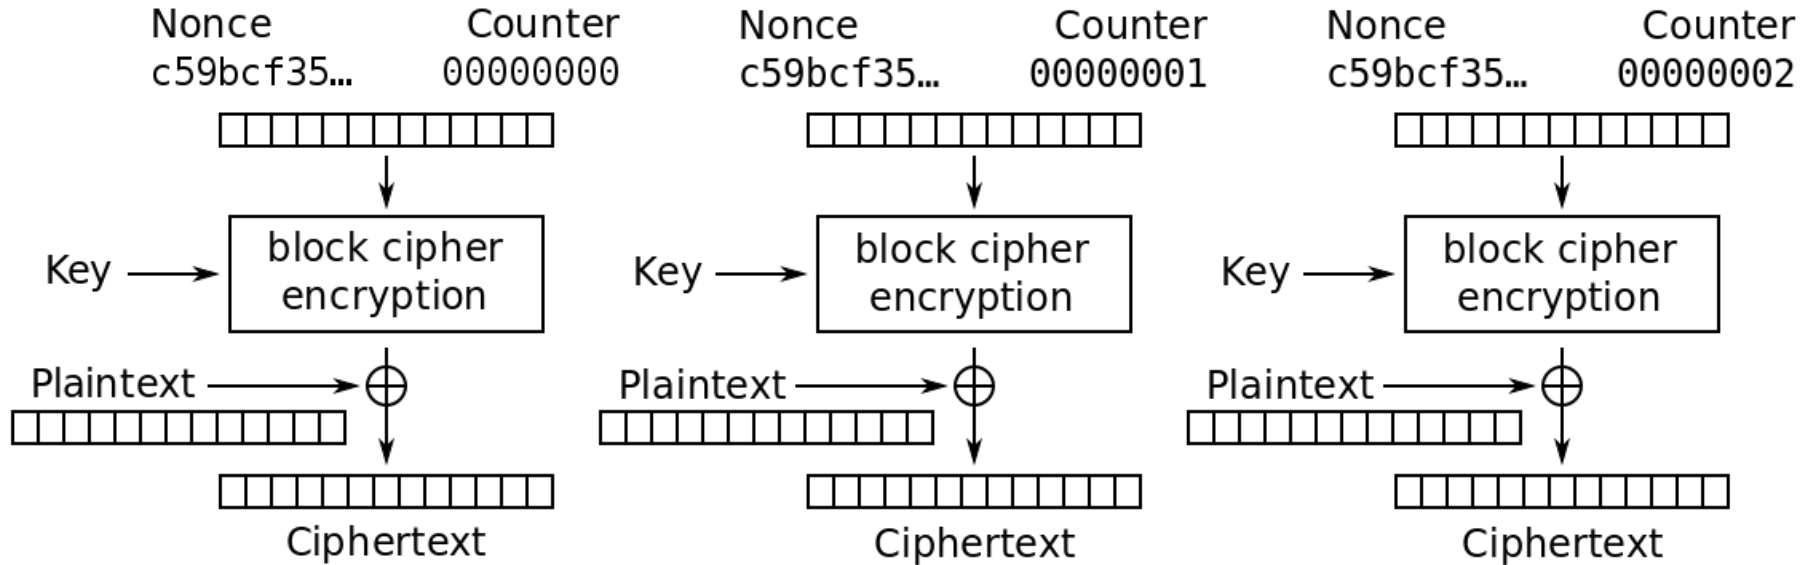 Nonce Counter Nonce Counter Nonce Counter
c59bcf35… 00000000 c59bcf35… 00000001 c59bcf35… 00000002
block cipher block cipher block cipher
Key Key Key
encryption encryption encryption
Plaintext Plaintext Plaintext
Ciphertext Ciphertext Ciphertext